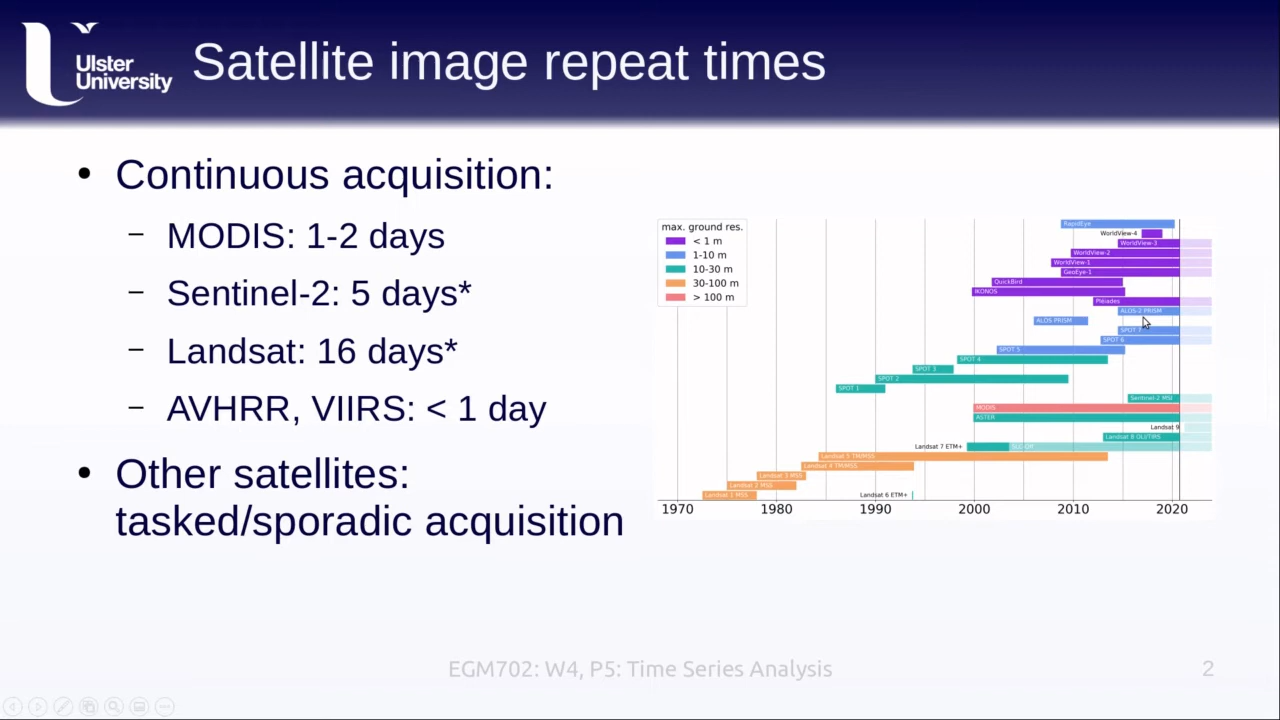 Ulster
University
Satellite image repeat times
• Continuous acquisition:
– MODIS: 1-2 days
– Sentinel-2: 5 days*
– Landsat: 16 days*
– AVHRR, VIIRS: < 1 day
• Other satellites:
tasked/sporadic acquisition
max. ground res.
< 1 m
1-10 m
10-30 m
30-100 m
> 100 m
RapidEye
WorldView-4
WorldView-3
WorldView-2
WorldView-1
GeoEye-1
QuickBird
IKONOS
Pleiades
ALOS-2 PRISM
ALOS PRISM
SPOT 7
SPOT 6
SPOT 5
SPOT 4
SPOT 3
SPOT 2
SPOT 1
Sentinel-2 MSI
MODIS
ASTER
Landsat 9
Landsat 8 OLI/TIRS
Landsat 7 ETM+
SLC-Off
Landsat 5 TM/MSS
Landsat 4 TM/MSS
Landsat 3 MSS
Landsat 2 MSS
Landsat 1 MSS
Landsat 6 ETM+
1970 1980 1990 2000 2010 2020
EGM702: W4, P5: Time Series Analysis
2